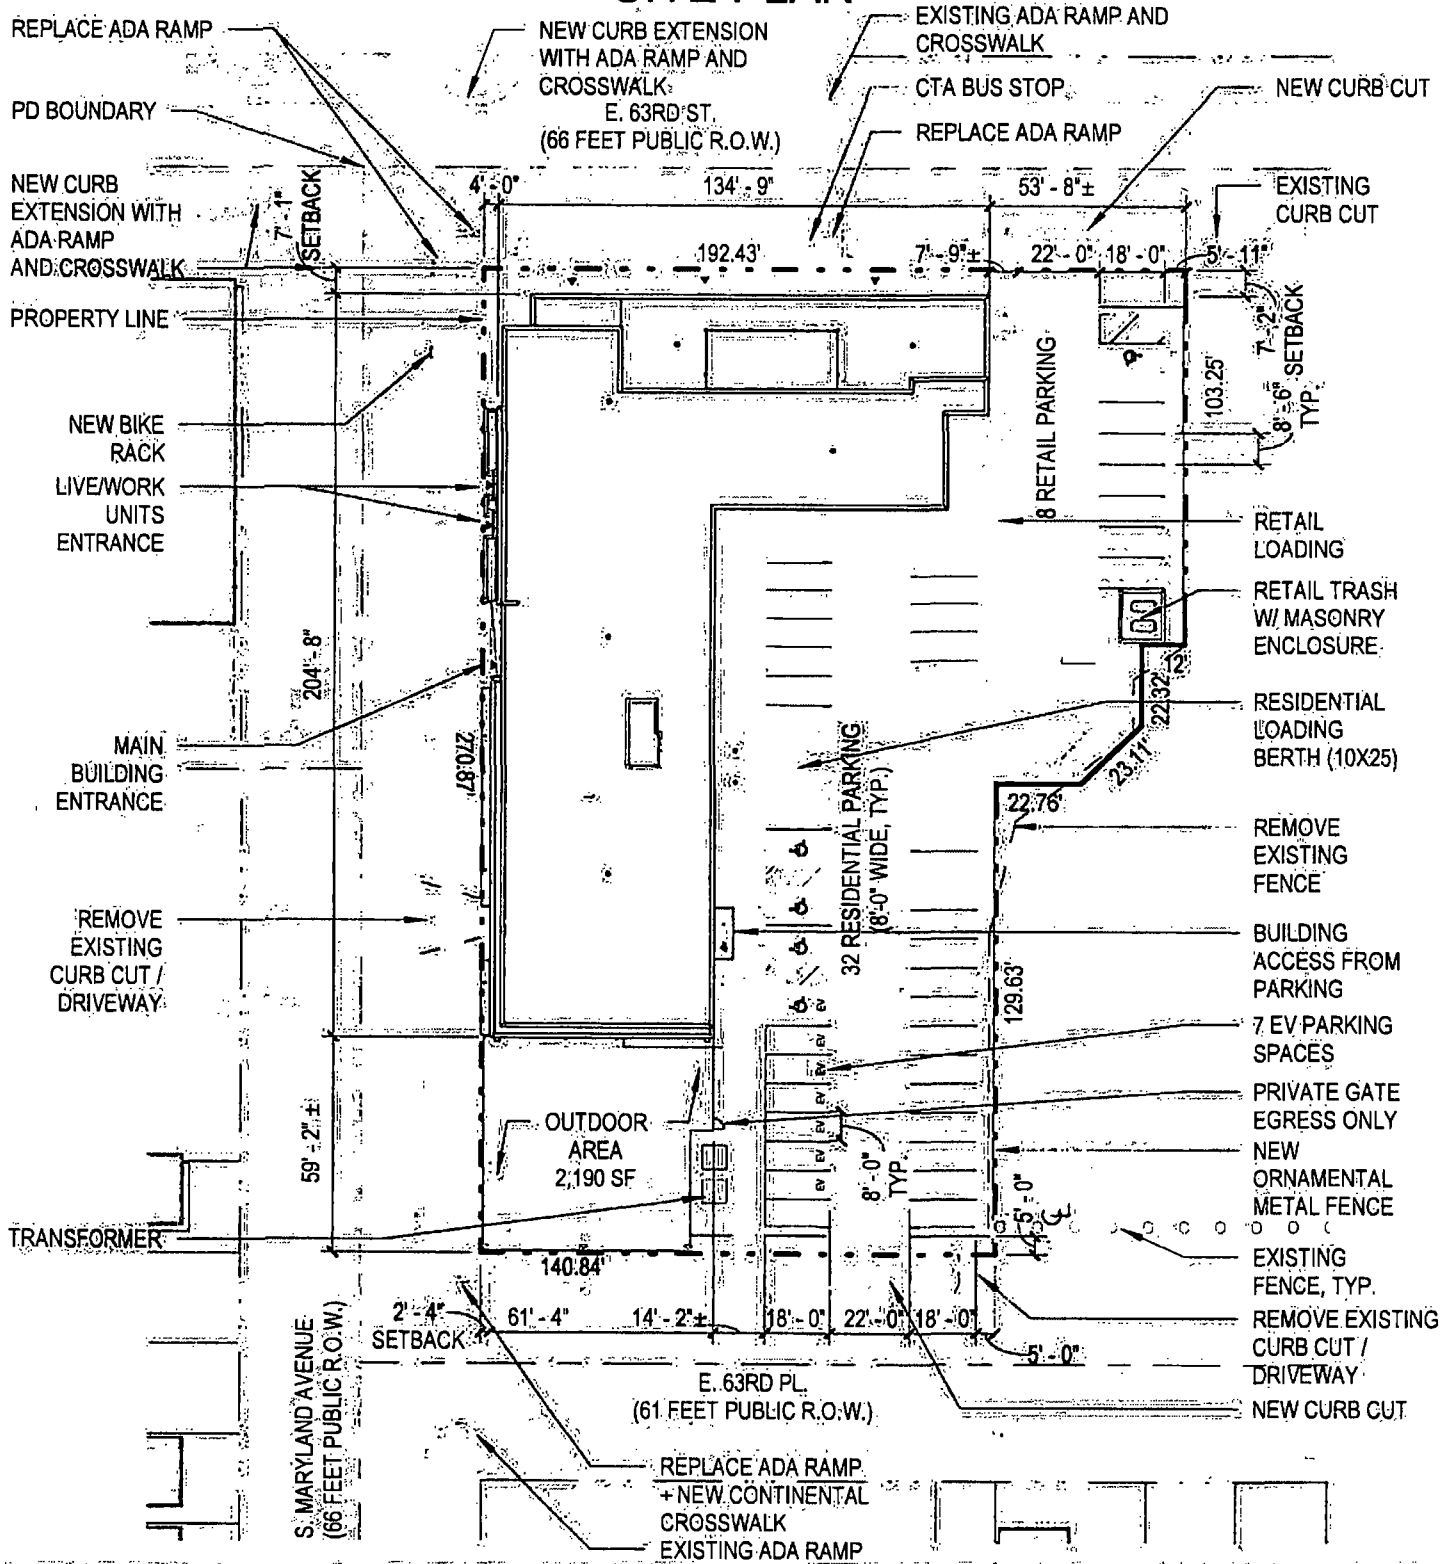 SITE PLAN
REPLACE ADA RAMP
NEW CURB EXTENSION
WITH ADA RAMP AND
CROSSWALK
E. 63RD ST.
(66 FEET PUBLIC R.O.W.)
EXISTING ADA RAMP AND
CROSSWALK
CTA BUS STOP
REPLACE ADA RAMP
NEW CURB CUT
PD BOUNDARY
NEW CURB
EXTENSION WITH
ADA RAMP
AND CROSSWALK
7' - 1"
SETBACK
4' - 0"
134' - 9"
53' - 8"±
EXISTING
CURB CUT
192.43'
7' - 9"±
22' - 0"
18' - 0"
5' - 11"
PROPERTY LINE
7' - 2"
SETBACK
103.25'
8' - 6"
TYP.
NEW BIKE
RACK
LIVE/WORK
UNITS
ENTRANCE
8 RETAIL PARKING
RETAIL
LOADING
RETAIL TRASH
W/ MASONRY
ENCLOSURE
12'
22.32'
23.11'
22.76'
204' - 8"
270.87'
MAIN
BUILDING
ENTRANCE
32 RESIDENTIAL PARKING
(8'-0" WIDE, TYP.)
RESIDENTIAL
LOADING
BERTH (10X25)
REMOVE
EXISTING
FENCE
REMOVE
EXISTING
CURB CUT /
DRIVEWAY
BUILDING
ACCESS FROM
PARKING
129.63'
7 EV PARKING
SPACES
EV
EV
EV
EV
EV
EV
EV
PRIVATE GATE
EGRESS ONLY
59' - 2"±
OUTDOOR
AREA
2,190 SF
8' - 0"
TYP.
NEW
ORNAMENTAL
METAL FENCE
5' - 0"
TRANSFORMER
140.84'
EXISTING
FENCE, TYP.
2' - 4"
SETBACK
61' - 4"
14' - 2"±
18' - 0"
22' - 0"
18' - 0"
5' - 0"
REMOVE EXISTING
CURB CUT /
DRIVEWAY
NEW CURB CUT
S. MARYLAND AVENUE
(66 FEET PUBLIC R.O.W.)
E. 63RD PL.
(61 FEET PUBLIC R.O.W.)
REPLACE ADA RAMP
+ NEW CONTINENTAL
CROSSWALK
EXISTING ADA RAMP